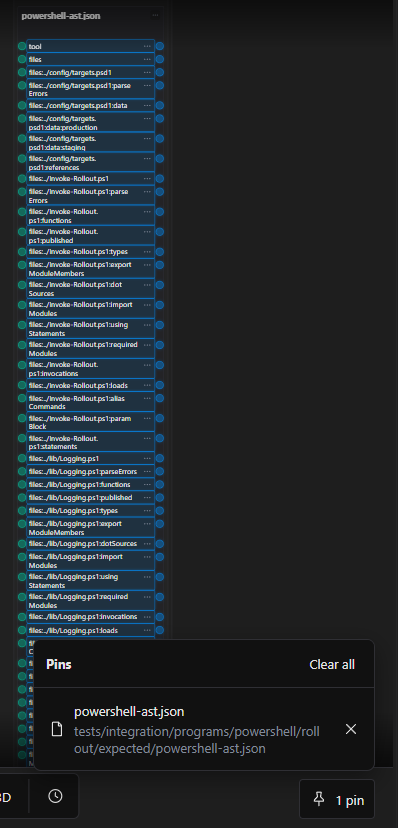 powershell-ast.json
tool
files
files:./config/targets.psd1
files:./config/targets.psd1:parse
Errors
files:./config/targets.psd1:data
files:./config/targets.
psd1:data:production
files:./config/targets.
psd1:data:staging
files:./config/targets.
psd1:references
files:./Invoke-Rollout.ps1
files:./Invoke-Rollout.ps1:parse
Errors
files:./Invoke-Rollout.
ps1:functions
files:./Invoke-Rollout.
ps1:published
files:./Invoke-Rollout.ps1:types
files:./Invoke-Rollout.ps1:export
ModuleMembers
files:./Invoke-Rollout.ps1:dot
Sources
files:./Invoke-Rollout.ps1:import
Modules
files:./Invoke-Rollout.ps1:using
Statements
files:./Invoke-Rollout.ps1:required
Modules
files:./Invoke-Rollout.
ps1:invocations
files:./Invoke-Rollout.ps1:loads
files:./Invoke-Rollout.ps1:alias
Commands
files:./Invoke-Rollout.ps1:param
Block
files:./Invoke-Rollout.
ps1:statements
files:./lib/Logging.ps1
files:./lib/Logging.ps1:parseErrors
files:./lib/Logging.ps1:functions
files:./lib/Logging.ps1:published
files:./lib/Logging.ps1:types
files:./lib/Logging.ps1:export
ModuleMembers
files:./lib/Logging.ps1:dotSources
files:./lib/Logging.ps1:import
Modules
files:./lib/Logging.ps1:using
Statements
files:./lib/Logging.ps1:required
Modules
files:./lib/Logging.ps1:invocations
files:./lib/Logging.ps1:loads
Pins Clear all
powershell-ast.json
tests/integration/programs/powershell/roll
out/expected/powershell-ast.json
3D
1 pin